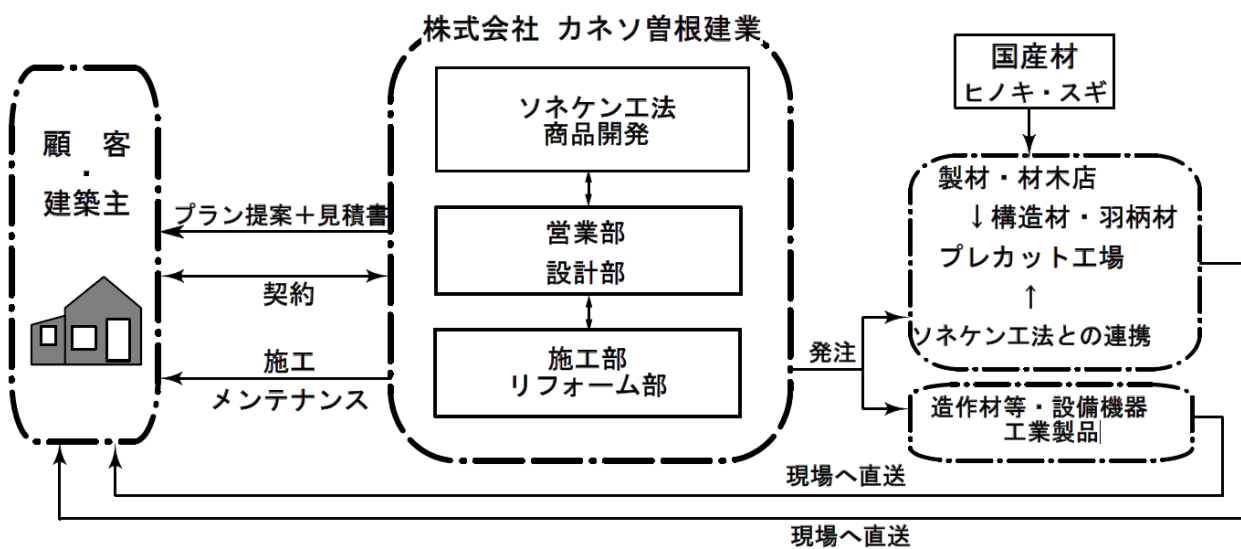 株式会社 カネソ曽根建業
顧 客
・
建築主
プラン提案＋見積書
契約
施工
メンテナンス
ソネケン工法
商品開発
営業部
設計部
施工部
リフォーム部
発注
国産材
ヒノキ・スギ
製材・材木店
↓構造材・羽柄材
プレカット工場
↑
ソネケン工法との連携
造作材等・設備機器
工業製品
現場へ直送
現場へ直送